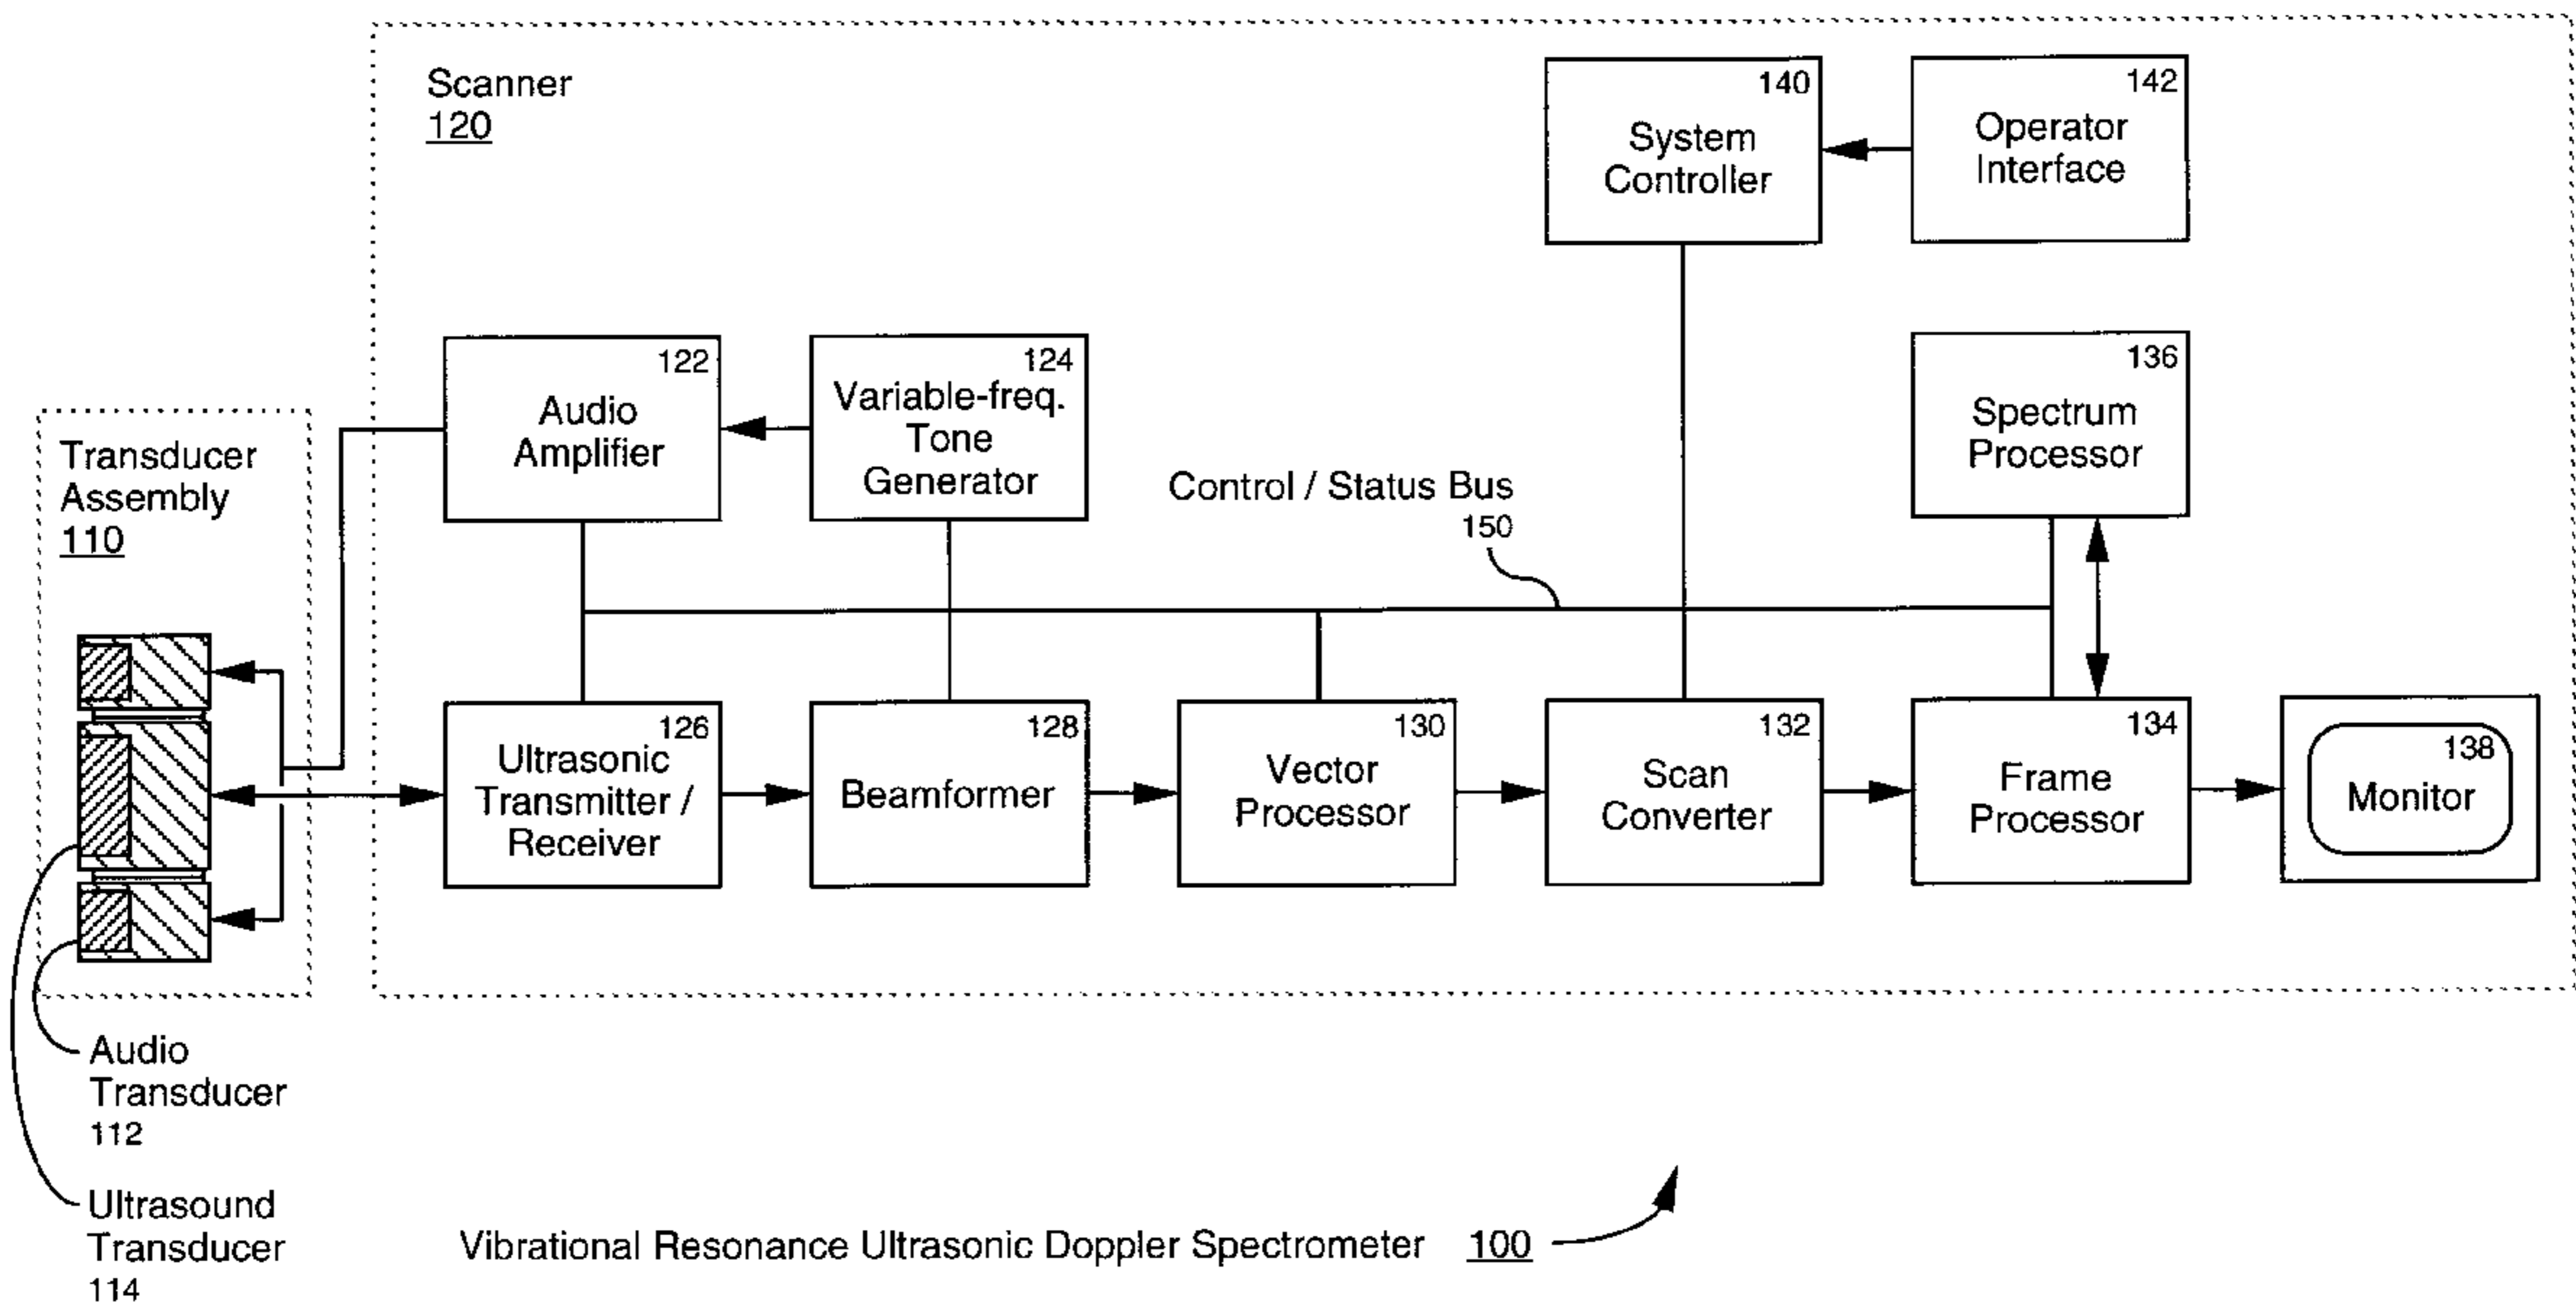 Scanner
120
140
System
Controller
142
Operator
Interface
122
Audio
Amplifier
124
Variable-freq.
Tone
Generator
136
Spectrum
Processor
Control / Status Bus
150
Transducer
Assembly
110
126
Ultrasonic
Transmitter /
Receiver
128
Beamformer
130
Vector
Processor
132
Scan
Converter
134
Frame
Processor
138
Monitor
Audio
Transducer
112
Ultrasound
Transducer
114
Vibrational Resonance Ultrasonic Doppler Spectrometer 100